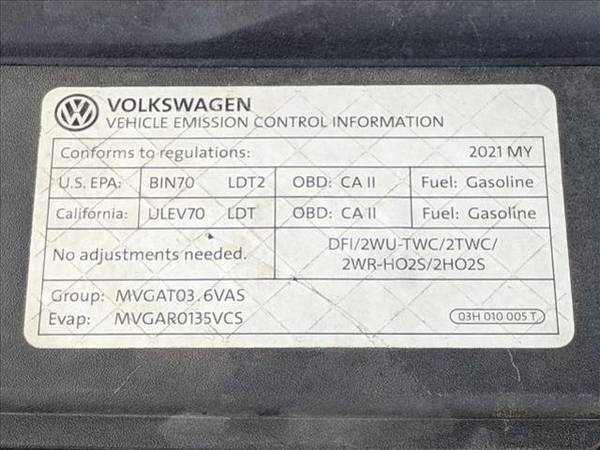 VOLKSWAGEN
VEHICLE EMISSION CONTROL INFORMATION
Conforms to regulations: 2021 MY
U.S. EPA: BIN70 LDT2 OBD: CA II Fuel: Gasoline
California: ULEV70 LDT OBD: CA II Fuel: Gasoline
No adjustments needed.
DFI/2WU-TWC/2TWC/
2WR-HO2S/2HO2S
Group: MVGAT03.6VAS
Evap: MVGAR0135VCS
03H 010 005 T